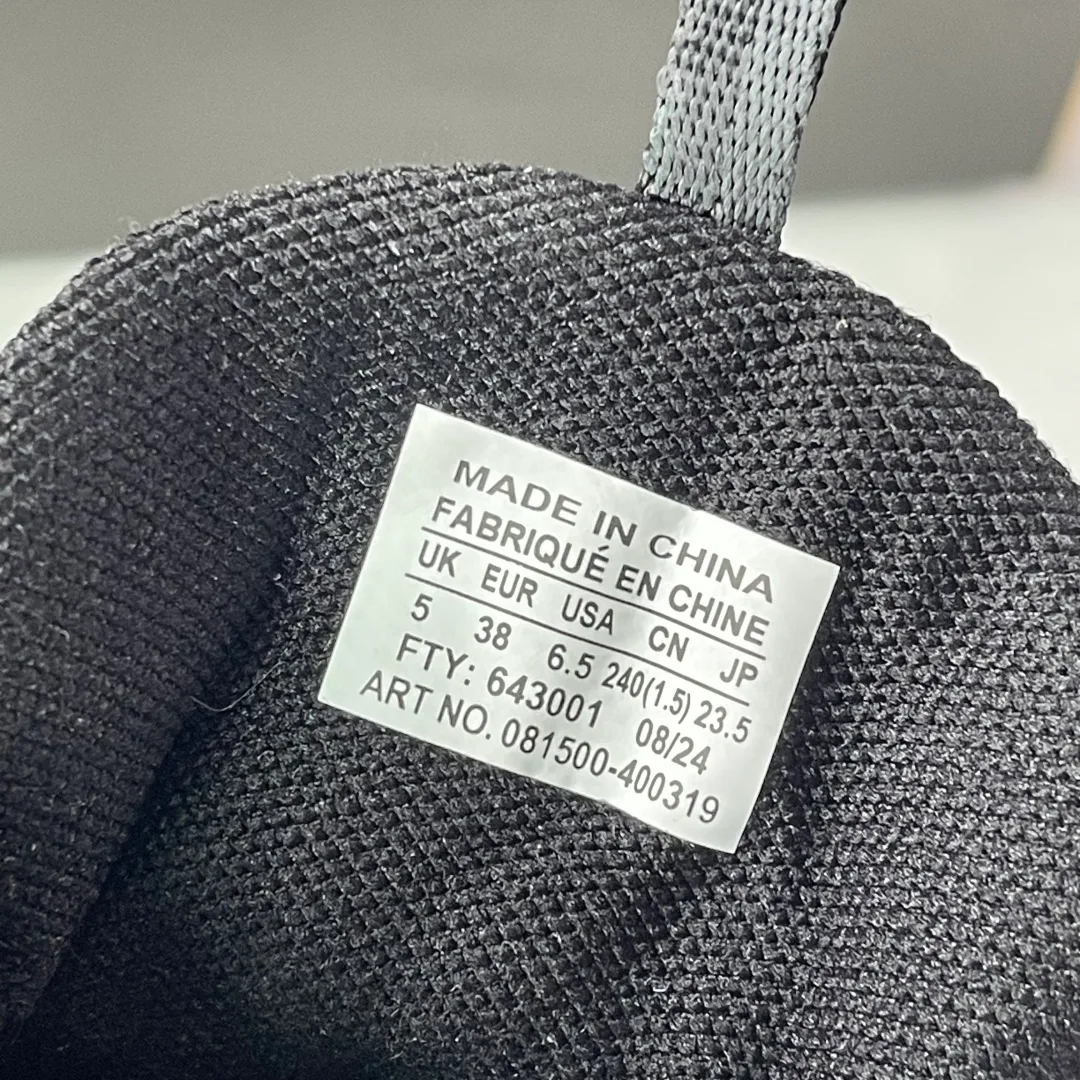 MADE IN CHINA
FABRIQUÉ EN CHINE
UK EUR USA CN JP
5 38 6.5 240(1.5) 23.5
FTY: 643001 08/24
ART NO. 081500-400319